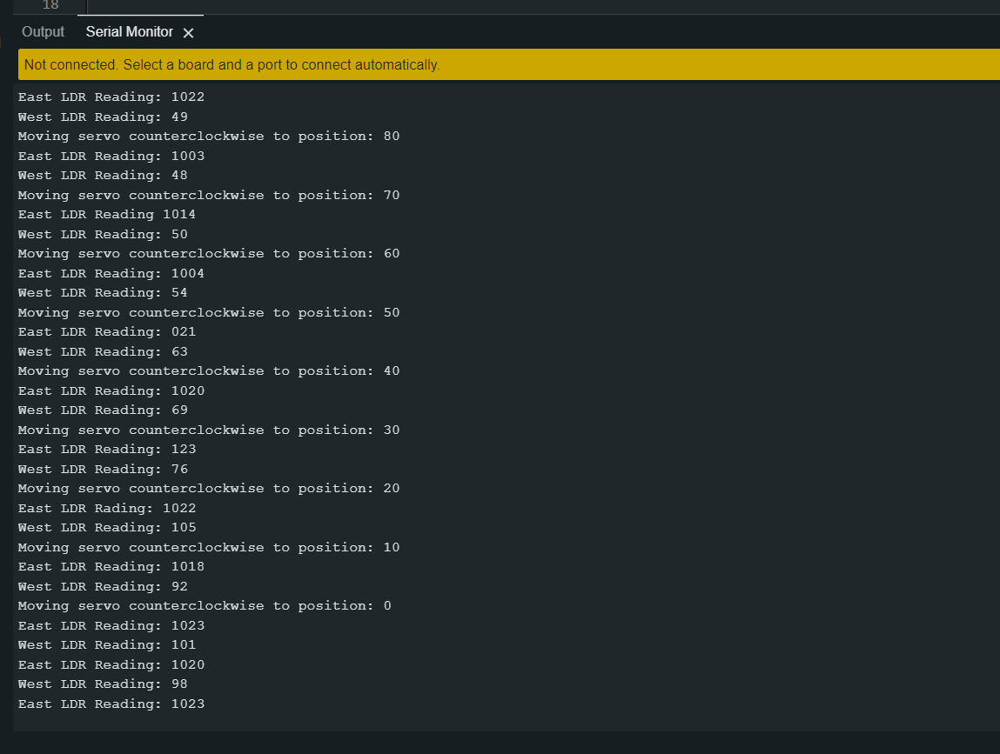 18
Output Serial Monitor
Not connected. Select a board and a port to connect automatically.
East LDR Reading: 1022
West LDR Reading: 49
Moving servo counterclockwise to position: 80
East LDR Reading: 1003
West LDR Reading: 48
Moving servo counterclockwise to position: 70
East LDR Reading 1014
West LDR Reading: 50
Moving servo counterclockwise to position: 60
East LDR Reading: 1004
West LDR Reading: 54
Moving servo counterclockwise to position: 50
East LDR Reading: 021
West LDR Reading: 63
Moving servo counterclockwise to position: 40
East LDR Reading: 1020
West LDR Reading: 69
Moving servo counterclockwise to position: 30
East LDR Reading: 123
West LDR Reading: 76
Moving servo counterclockwise to position: 20
East LDR Rading: 1022
West LDR Reading: 105
Moving servo counterclockwise to position: 10
East LDR Reading: 1018
West LDR Reading: 92
Moving servo counterclockwise to position: 0
East LDR Reading: 1023
West LDR Reading: 101
East LDR Reading: 1020
West LDR Reading: 98
East LDR Reading: 1023